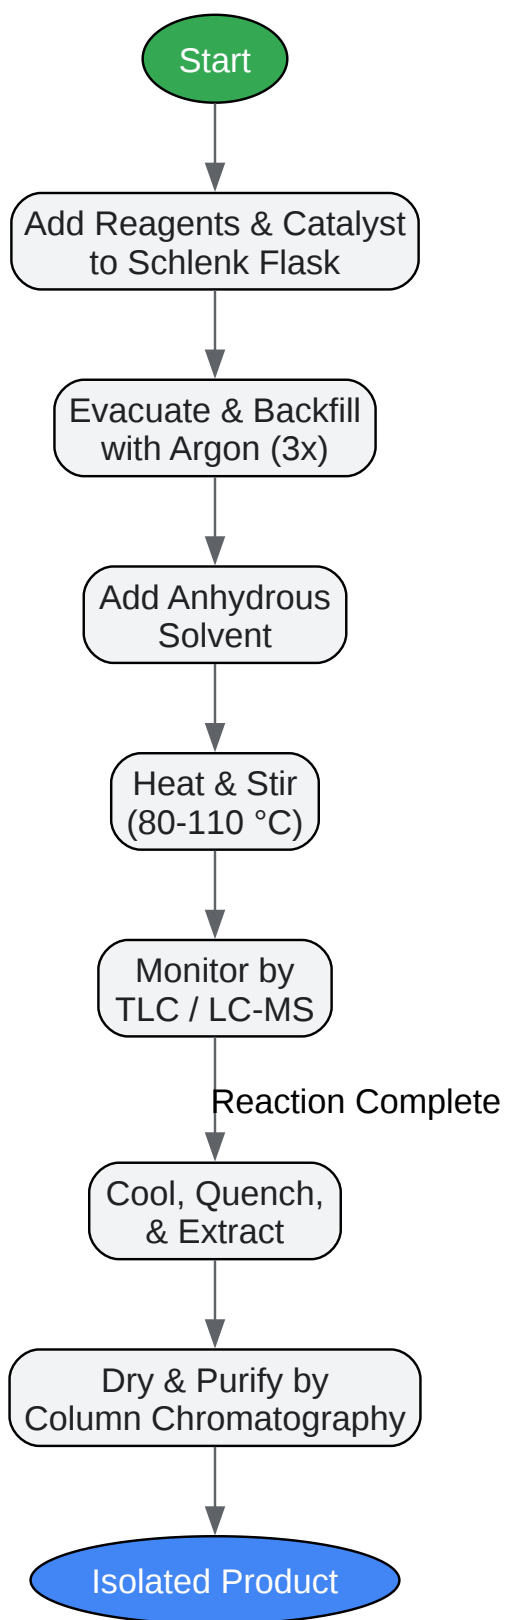 Start
Add Reagents & Catalyst
to Schlenk Flask
Evacuate & Backfill
with Argon (3x)
Add Anhydrous
Solvent
Heat & Stir
(80-110 °C)
Monitor by
TLC / LC-MS
Reaction Complete
Cool, Quench,
& Extract
Dry & Purify by
Column Chromatography
Isolated Product